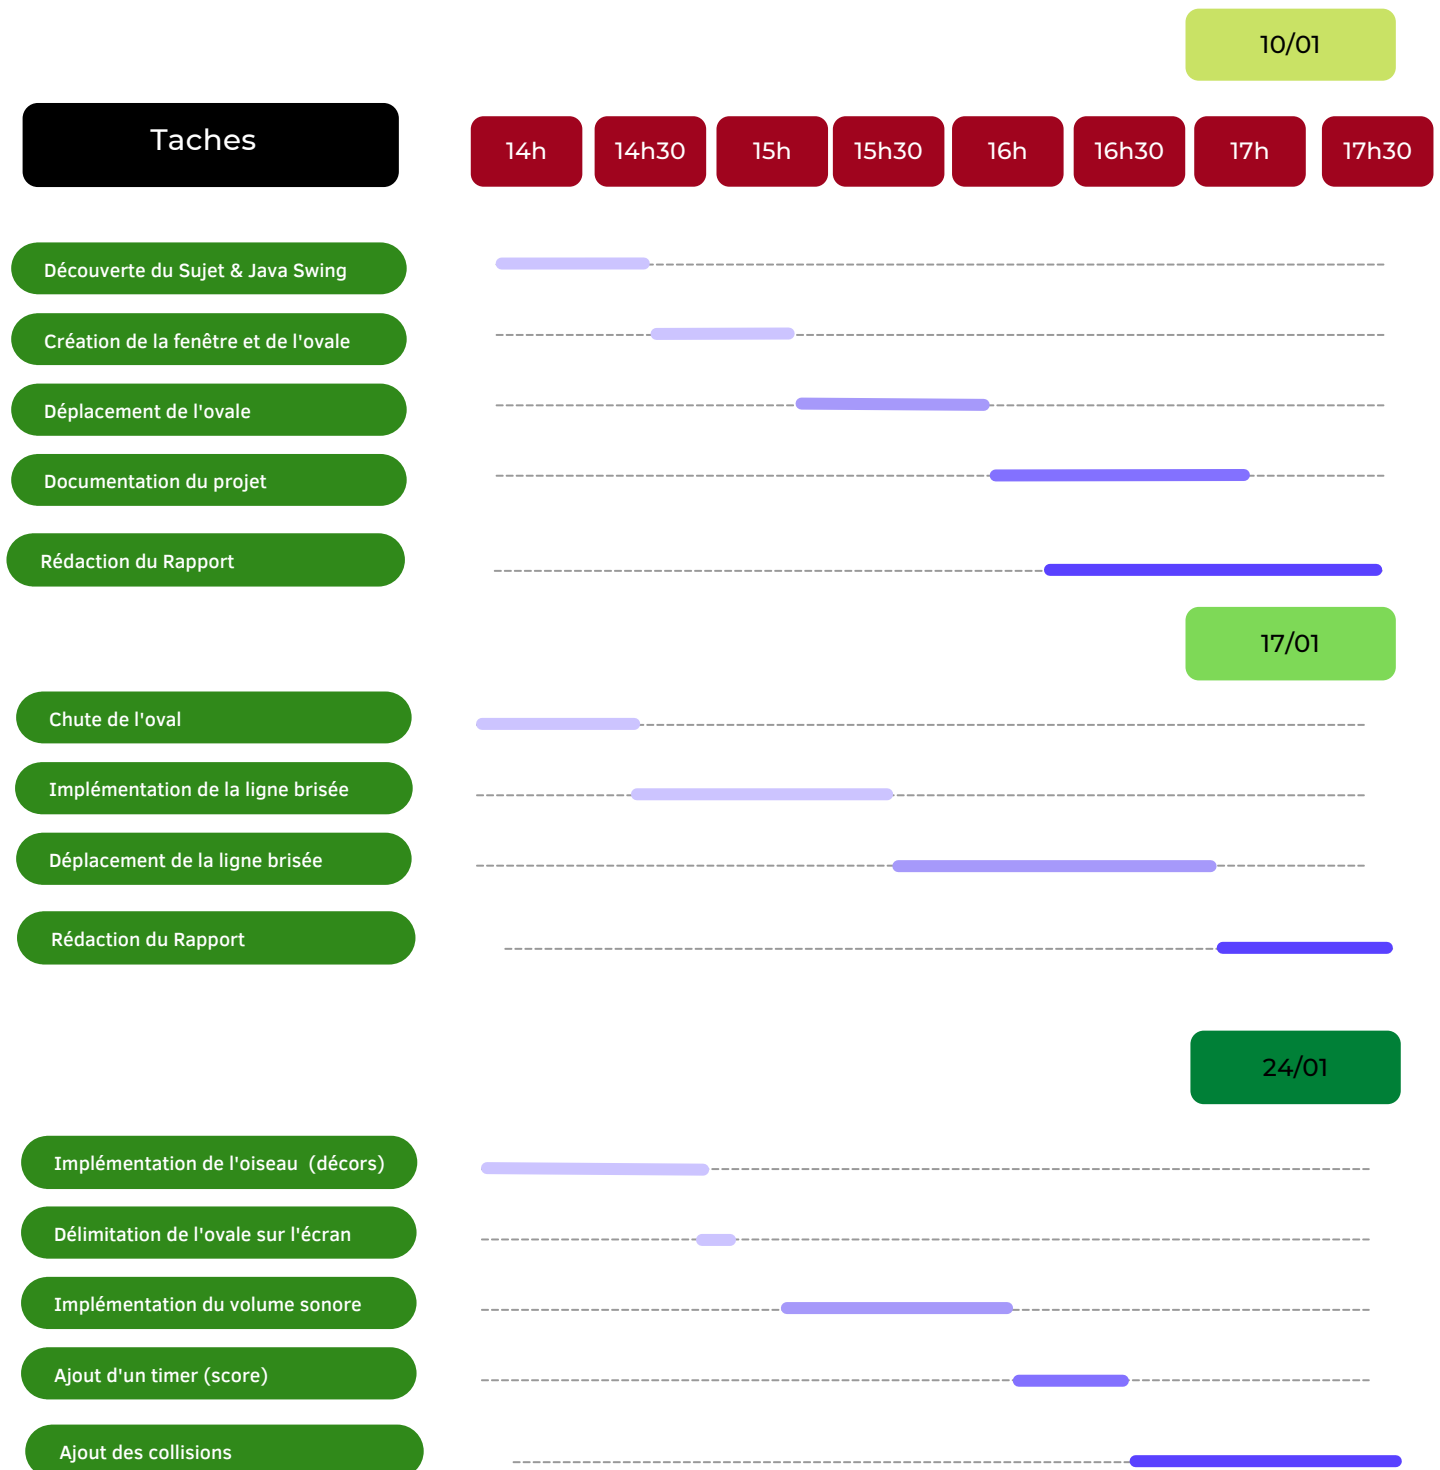 10/01
Taches
14h
14h30
15h
15h30
16h
16h30
17h
17h30
Découverte du Sujet & Java Swing
Création de la fenêtre et de l'ovale
Déplacement de l'ovale
Documentation du projet
Rédaction du Rapport
17/01
Chute de l'oval
Implémentation de la ligne brisée
Déplacement de la ligne brisée
Rédaction du Rapport
24/01
Implémentation de l'oiseau (décors)
Délimitation de l'ovale sur l'écran
Implémentation du volume sonore
Ajout d'un timer (score)
Ajout des collisions